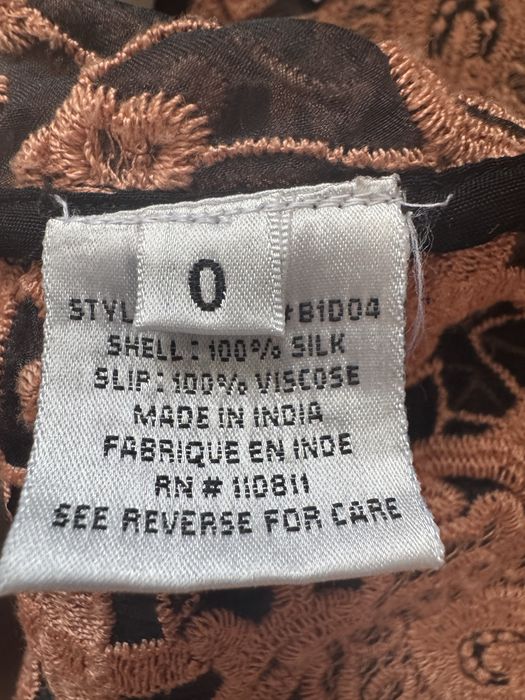 0
#B1D04
SHELL: 100% SILK
SLIP: 100% VISCOSE
MADE IN INDIA
FABRIQUE EN INDE
RN # 110811
SEE REVERSE FOR CARE